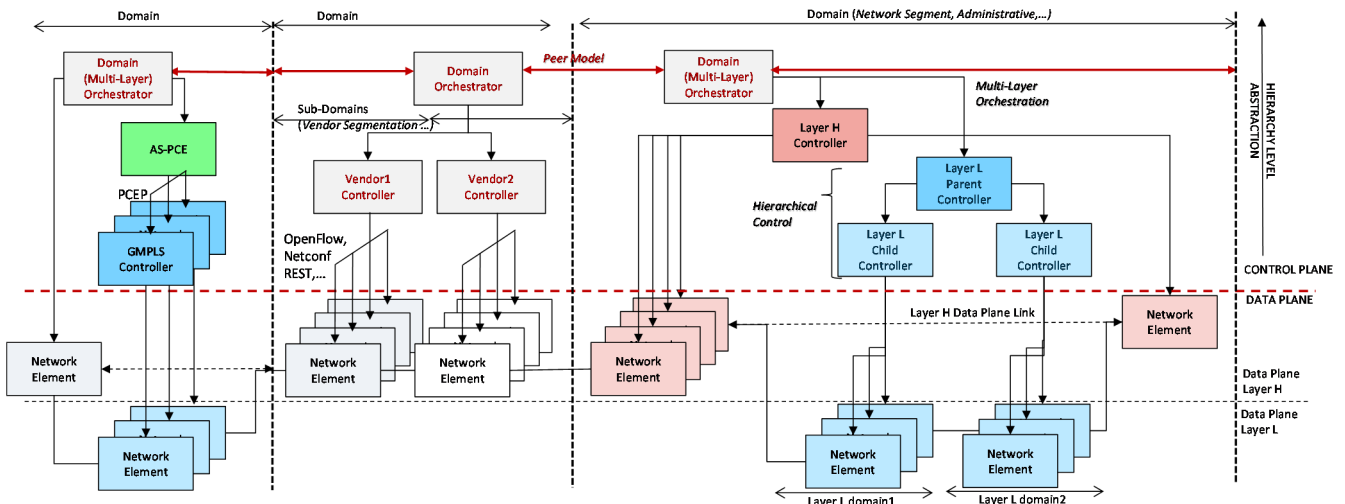 Domain
Domain
Domain (Network Segment, Administrative,...)
Domain
(Multi-Layer)
Orchestrator
Domain
Orchestrator
Peer Model
Domain
(Multi-Layer)
Orchestrator
Multi-Layer
Orchestration
HIERARCHY LEVEL
ABSTRACTION
Sub-Domains
(Vendor Segmentation ...)
AS-PCE
Layer H
Controller
PCEP
Vendor1
Controller
Vendor2
Controller
Layer L
Parent
Controller
Hierarchical
Control
GMPLS
Controller
OpenFlow,
Netconf
REST,...
Layer L
Child
Controller
Layer L
Child
Controller
CONTROL PLANE
DATA PLANE
Layer H Data Plane Link
Network
Element
Network
Element
Network
Element
Network
Element
Network
Element
Data Plane
Layer H
Data Plane
Layer L
Network
Element
Network
Element
Network
Element
Layer L domain1
Layer L domain2